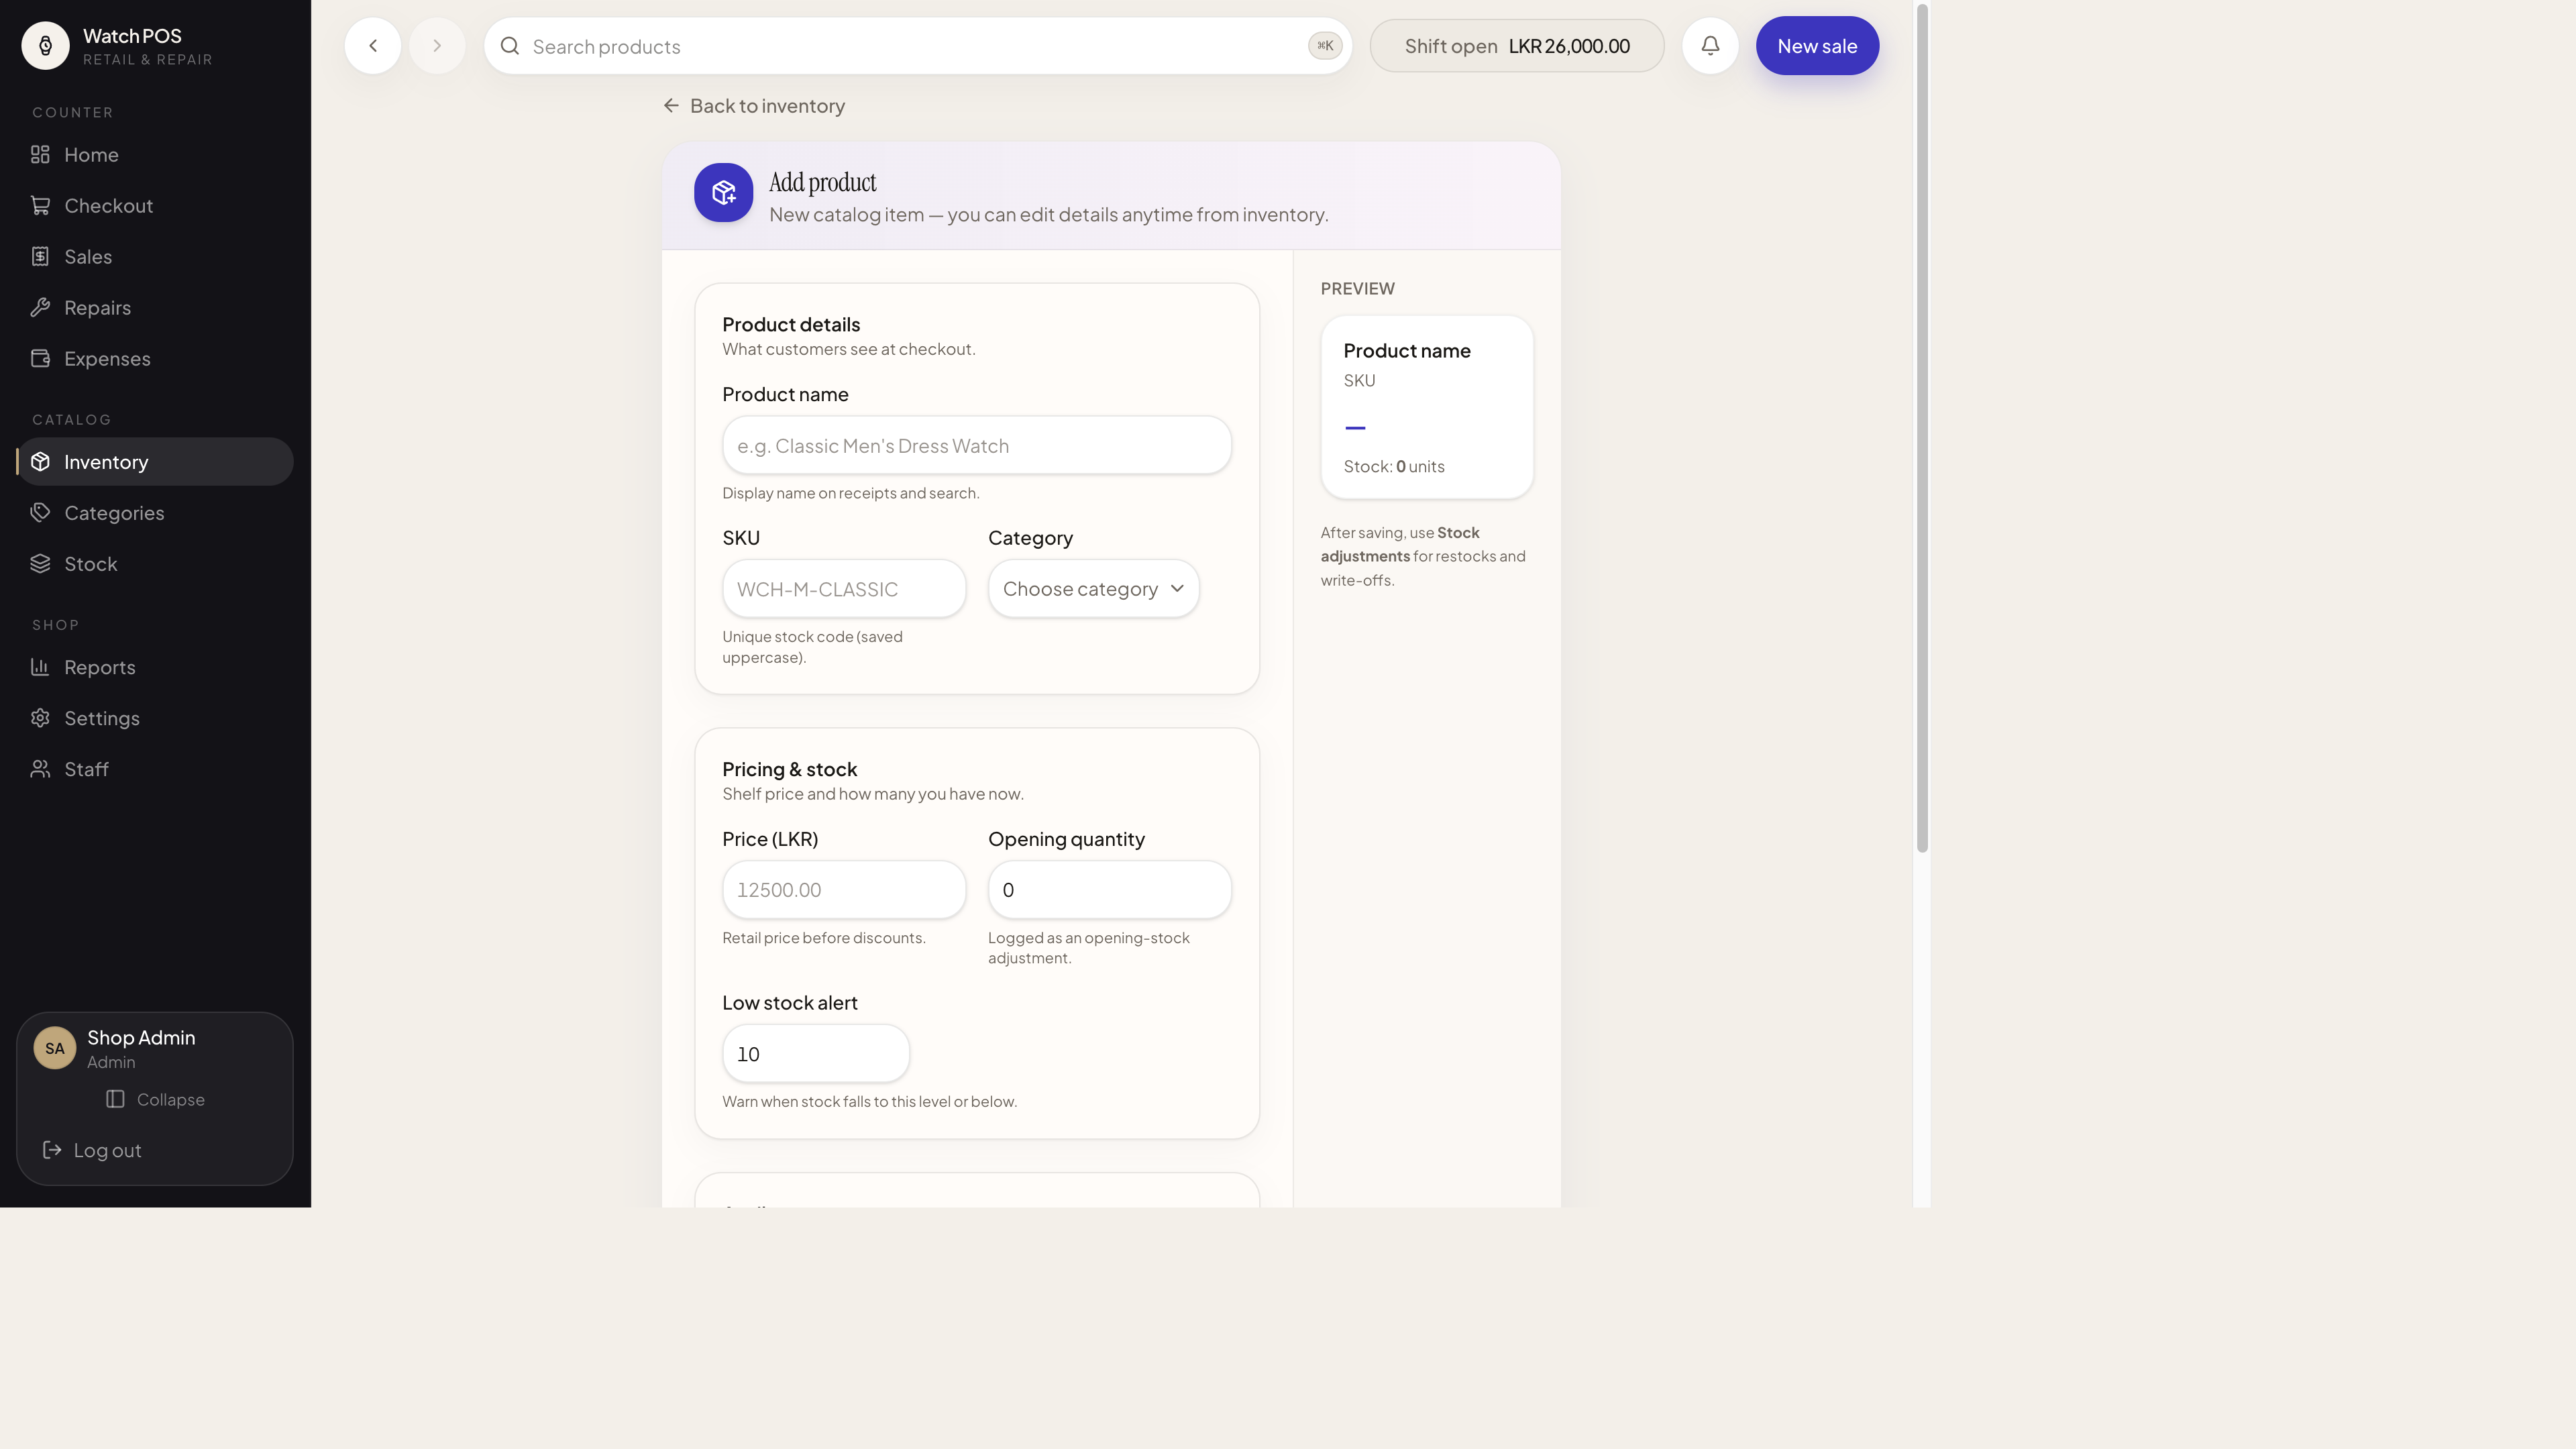 Watch POS
RETAIL & REPAIR
COUNTER
Home
Checkout
Sales
Repairs
Expenses
CATALOG
Inventory
Categories
Stock
SHOP
Reports
Settings
Staff
SA
Shop Admin
Admin
Collapse
Log out
Search products
⌘K
Shift open LKR 26,000.00
New sale
Back to inventory
Add product
New catalog item — you can edit details anytime from inventory.
Product details
What customers see at checkout.
Product name
e.g. Classic Men's Dress Watch
Display name on receipts and search.
SKU
WCH-M-CLASSIC
Unique stock code (saved
uppercase).
Category
Choose category
Pricing & stock
Shelf price and how many you have now.
Price (LKR)
12500.00
Retail price before discounts.
Opening quantity
0
Logged as an opening-stock
adjustment.
Low stock alert
10
Warn when stock falls to this level or below.
PREVIEW
Product name
SKU
—
Stock: 0 units
After saving, use Stock
adjustments for restocks and
write-offs.